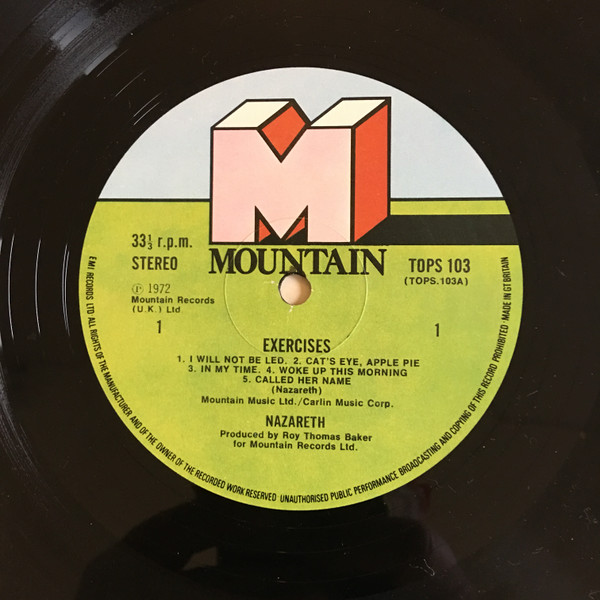 M
MOUNTAIN
33⅓ r.p.m.
STEREO
℗ 1972
Mountain Records
(U.K.) Ltd
1
TOPS 103
(TOPS.103A)
1
EXERCISES
1. I WILL NOT BE LED. 2. CAT'S EYE, APPLE PIE
3. IN MY TIME. 4. WOKE UP THIS MORNING
5. CALLED HER NAME
(Nazareth)
Mountain Music Ltd./Carlin Music Corp.
NAZARETH
Produced by Roy Thomas Baker
for Mountain Records Ltd.
EMI RECORDS LTD. ALL RIGHTS OF THE MANUFACTURER AND OF THE OWNER OF THE RECORDED WORK RESERVED · UNAUTHORISED PUBLIC PERFORMANCE BROADCASTING AND COPYING OF THIS RECORD PROHIBITED · MADE IN GT BRITAIN